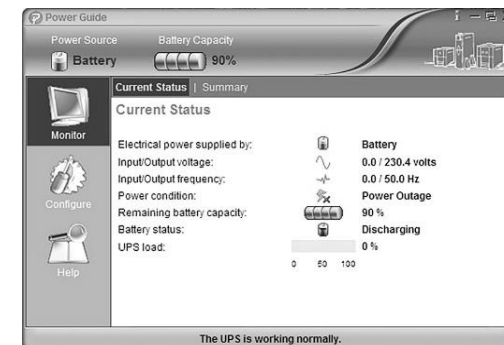 Power Guide
Power Source Battery Capacity
Battery 90%
Current Status | Summary
Current Status
Monitor
Configure
Help
Electrical power supplied by: Battery
Input/Output voltage: 0.0 / 230.4 volts
Input/Output frequency: 0.0 / 50.0 Hz
Power condition: Power Outage
Remaining battery capacity: 90 %
Battery status: Discharging
UPS load: 0 %
0 50 100
The UPS is working normally.